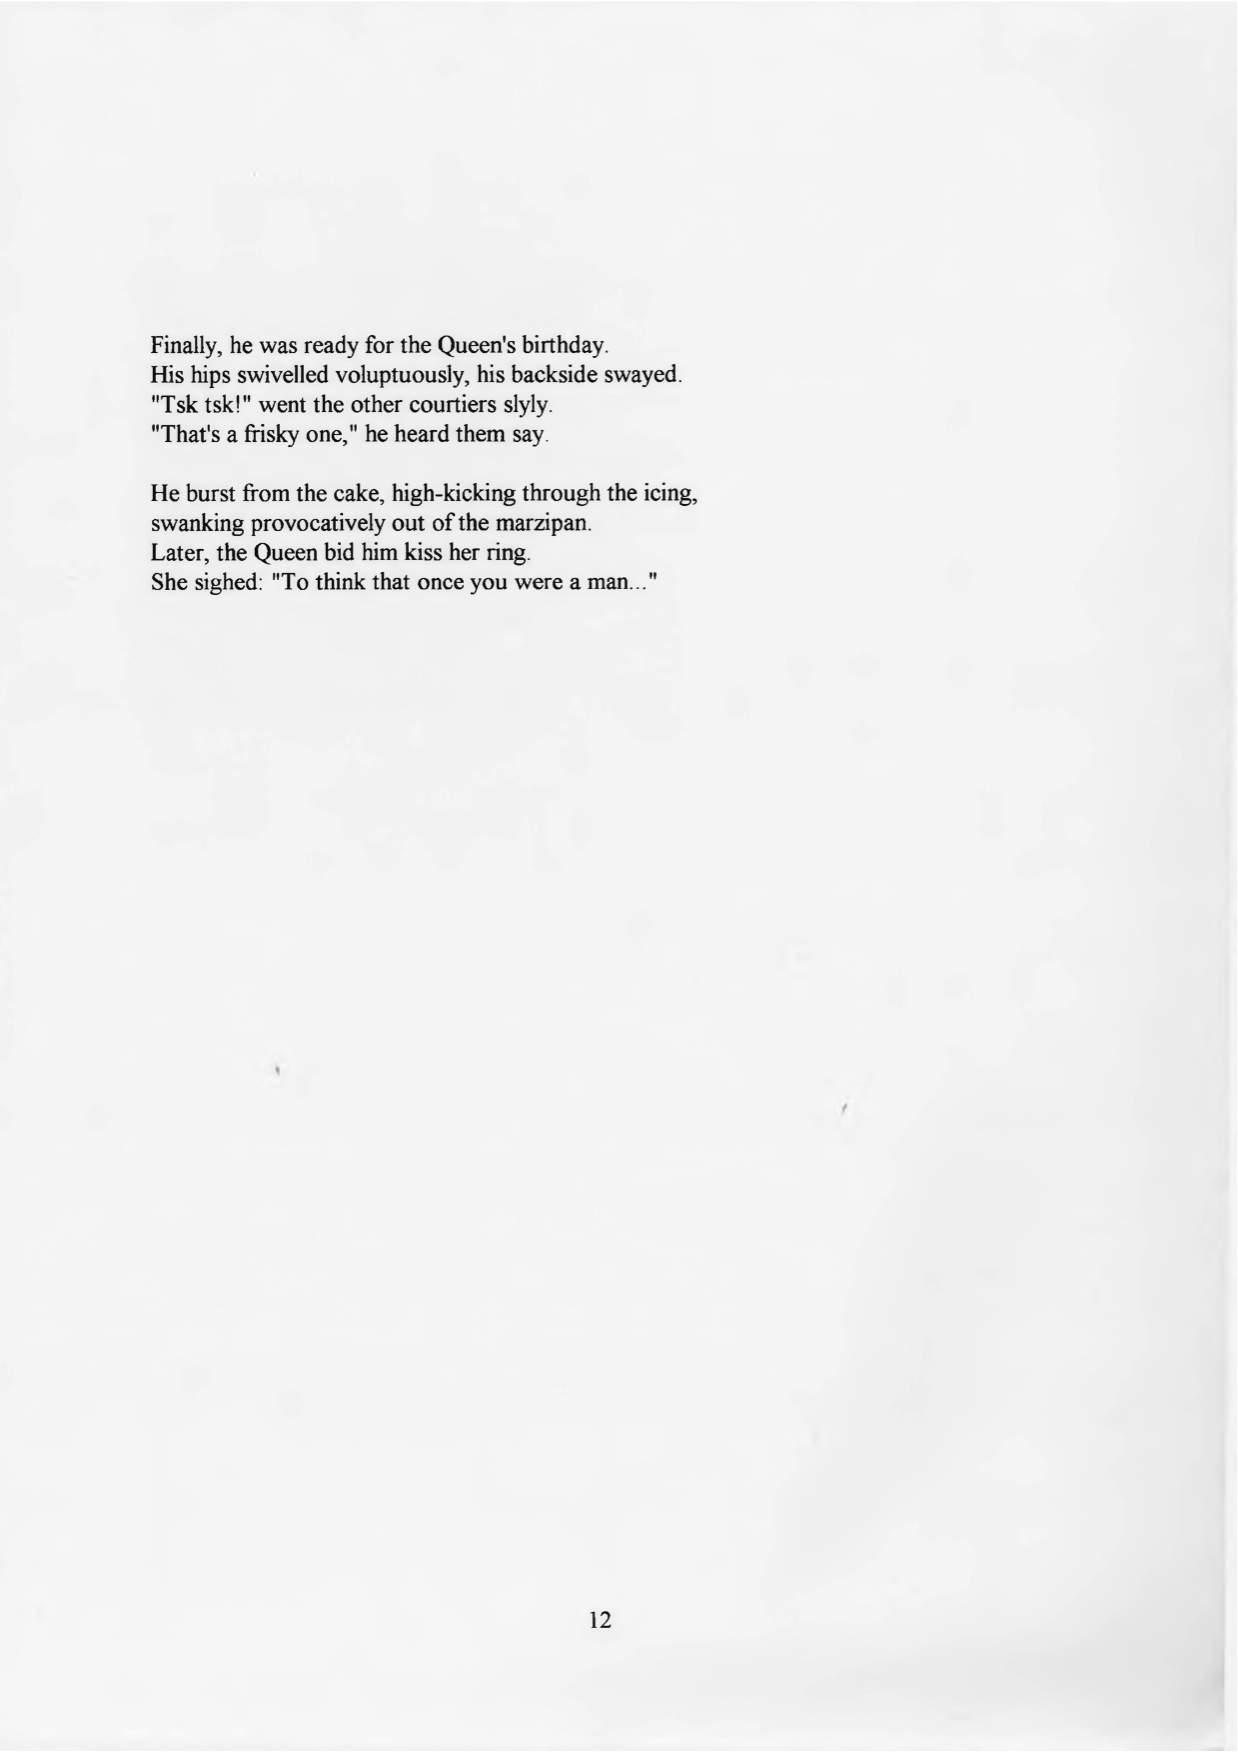 Finally, he was ready for the Queen's birthday.
His hips swivelled voluptuously, his backside swayed.
"Tsk tsk!" went the other courtiers slyly.
"That's a frisky one," he heard them say.

He burst from the cake, high-kicking through the icing,
swanking provocatively out of the marzipan.
Later, the Queen bid him kiss her ring.
She sighed: "To think that once you were a man..."

12